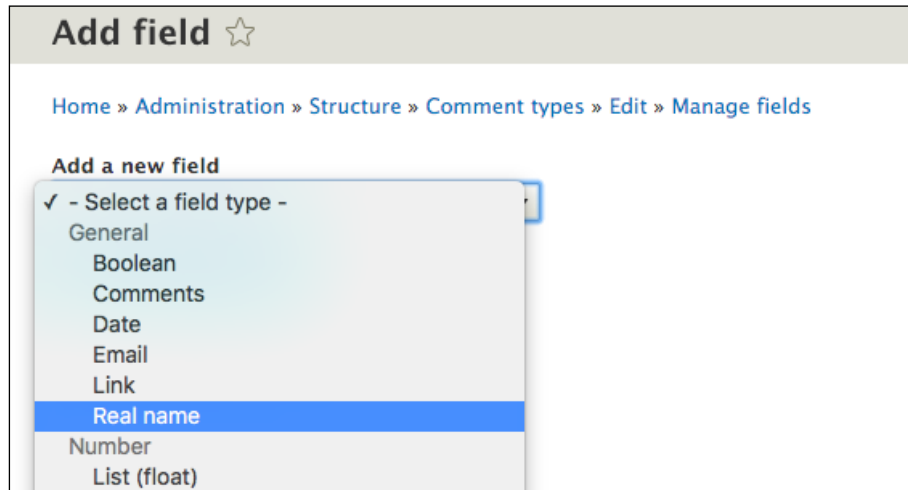 Add field
Home » Administration » Structure » Comment types » Edit » Manage fields
Add a new field
✓ - Select a field type -
General
Boolean
Comments
Date
Email
Link
Real name
Number
List (float)